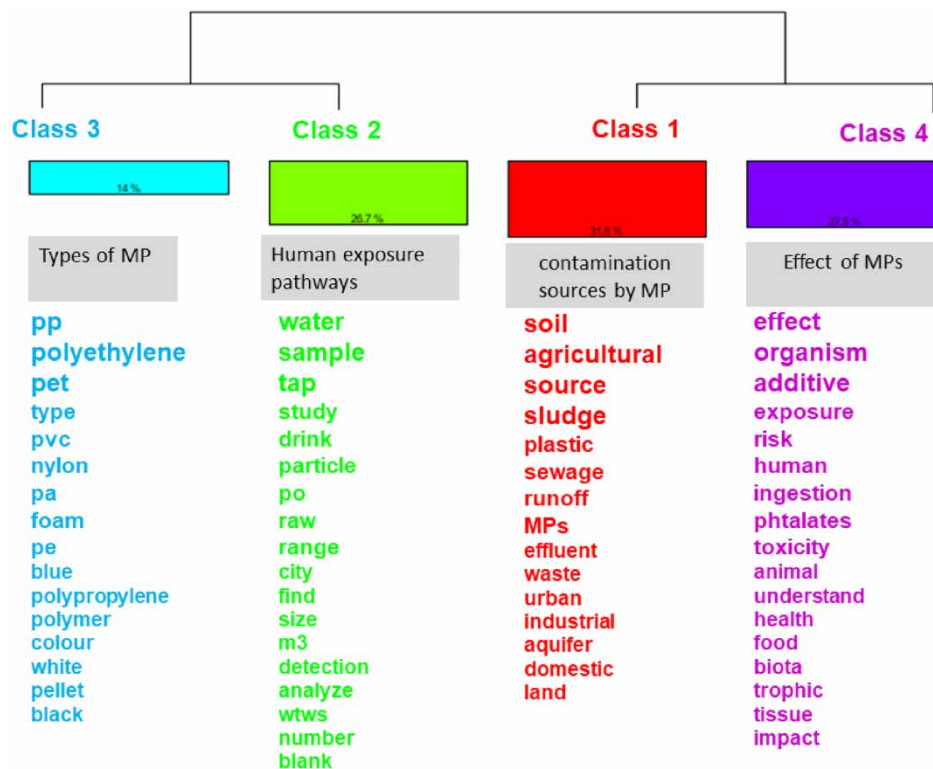 Class 3
14 %
Types of MP
pp
polyethylene
pet
type
pvc
nylon
pa
foam
pe
blue
polypropylene
polymer
colour
white
pellet
black
Class 2
26.7 %
Human exposure
pathways
water
sample
tap
study
drink
particle
po
raw
range
city
find
size
m3
detection
analyze
wtws
number
blank
Class 1
31.8 %
contamination
sources by MP
soil
agricultural
source
sludge
plastic
sewage
runoff
MPs
effluent
waste
urban
industrial
aquifer
domestic
land
Class 4
27.5 %
Effect of MPs
effect
organism
additive
exposure
risk
human
ingestion
phtalates
toxicity
animal
understand
health
food
biota
trophic
tissue
impact